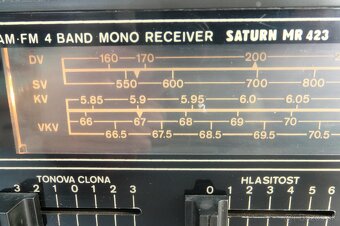 AM·FM 4 BAND MONO RECEIVER SATURN MR 423
DV 160 170 200
SV 550 600 700 800
KV 5.85 5.9 5.95 6.0 6.05
66 67 68 69 70
VKV 66.5 67.5 68.5 69.5 70.5
TONOVA CLONA HLASITOST
3 2 1 0 1 2 3 0 1 2 3 4 5 6